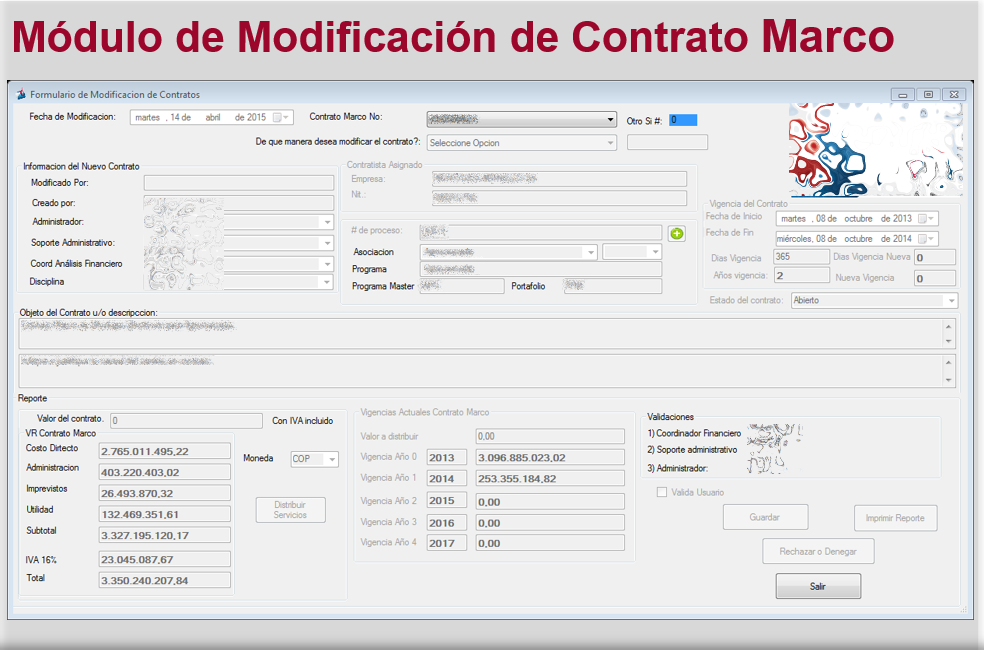 Módulo de Modificación de Contrato Marco
Formulario de Modificacion de Contratos
Fecha de Modificacion: martes , 14 de abril de 2015 Contrato Marco No: Otro Si #: 0
De que manera desea modificar el contrato?: Seleccione Opcion
Informacion del Nuevo Contrato
Modificado Por:
Creado por:
Administrador:
Soporte Administrativo:
Coord Análisis Financiero
Disciplina
Contratista Asignado
Empresa:
Nit.:
# de proceso:
Asociacion
Programa
Programa Master Portafolio
Vigencia del Contrato
Fecha de Inicio martes , 08 de octubre de 2013
Fecha de Fin miércoles, 08 de octubre de 2014
Dias Vigencia 365 Dias Vigencia Nueva 0
Años vigencia: 2 Nueva Vigencia 0
Estado del contrato: Abierto
Objeto del Contrato u/o descripccion:
Reporte
Valor del contrato. 0 Con IVA incluido
VR Contrato Marco
Costo Dirtecto 2.765.011.495,22
Administracion 403.220.403,02
Imprevistos 26.493.870,32
Utilidad 132.469.351,61
Subtotal 3.327.195.120,17
IVA 16% 23.045.087,67
Total 3.350.240.207,84
Moneda COP
Distribuir
Servicios
Vigencias Actuales Contrato Marco
Valor a distribuir 0,00
Vigencia Año 0 2013 3.096.885.023,02
Vigencia Año 1 2014 253.355.184,82
Vigencia Año 2 2015 0,00
Vigencia Año 3 2016 0,00
Vigencia Año 4 2017 0,00
Validaciones
1) Coordinador Financiero
2) Soporte administrativo
3) Administrador:
Valida Usuario
Guardar Imprimir Reporte
Rechazar o Denegar
Salir